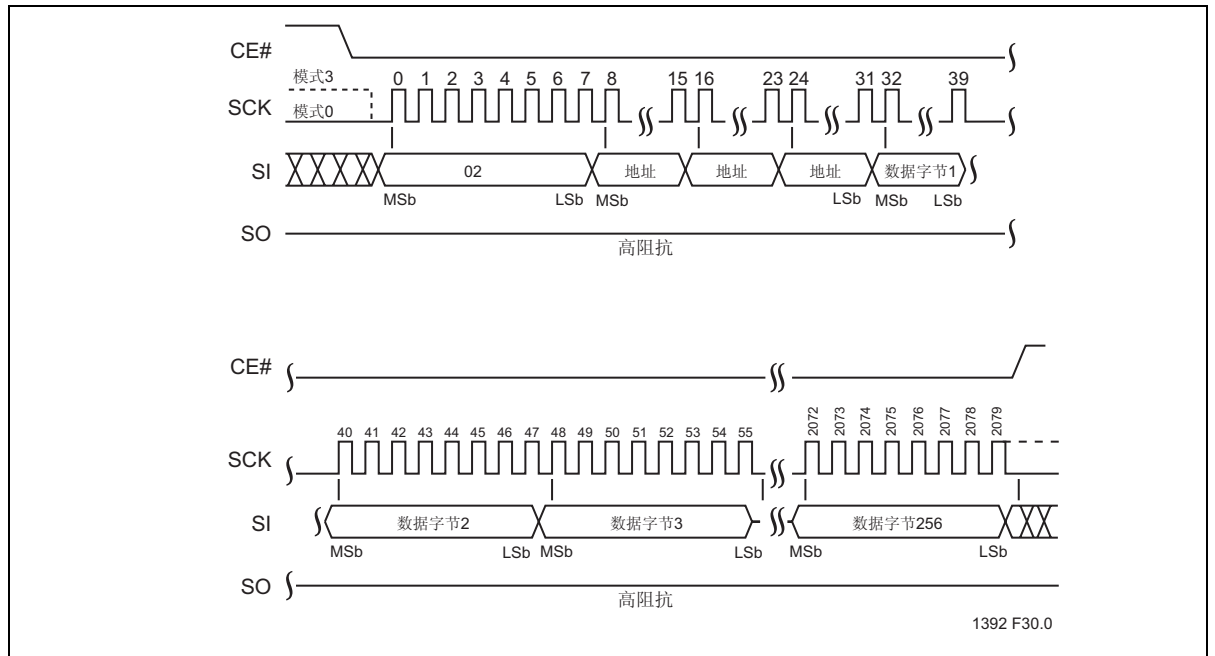 CE#
模式3
0 1 2 3 4 5 6 7 8 15 16 23 24 31 32 39
SCK
模式0
SI
02 地址 地址 地址 数据字节1
MSb LSb MSb LSb MSb LSb
SO
高阻抗
CE#
40 41 42 43 44 45 46 47 48 49 50 51 52 53 54 55 2072 2073 2074 2075 2076 2077 2078 2079
SCK
SI
数据字节2 数据字节3 数据字节256
MSb LSb MSb LSb MSb LSb
SO
高阻抗
1392 F30.0